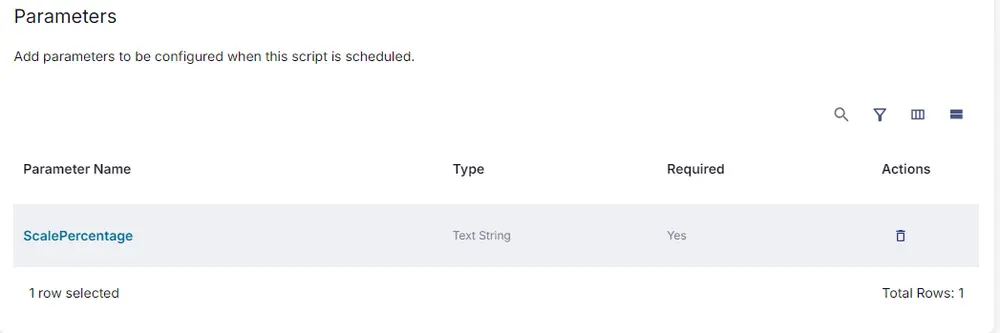 Parameters
Add parameters to be configured when this script is scheduled.
Parameter Name Type Required Actions
ScalePercentage Text String Yes
1 row selected Total Rows: 1